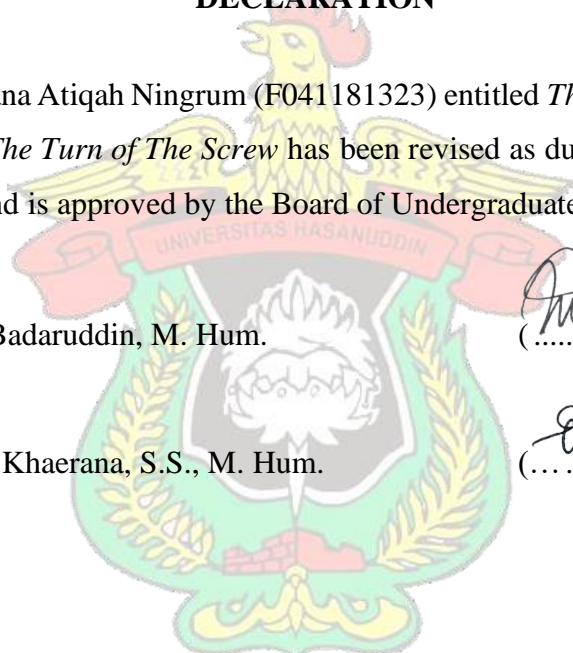 DECLARATION
ana Atiqah Ningrum (F041181323) entitled Th
The Turn of The Screw has been revised as du
nd is approved by the Board of Undergraduate
UNIVERSITAS HASANUDDIN
Badaruddin, M. Hum. (.....
Khaerana, S.S., M. Hum. (... .